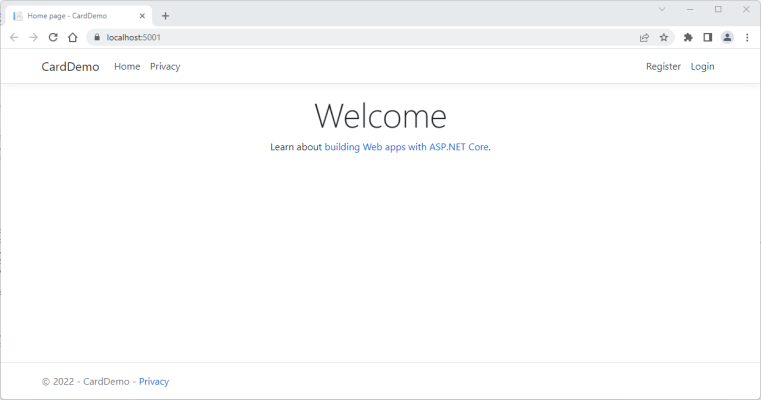 Home page - CardDemo
localhost:5001
CardDemo Home Privacy Register Login
Welcome
Learn about building Web apps with ASP.NET Core.
© 2022 - CardDemo - Privacy